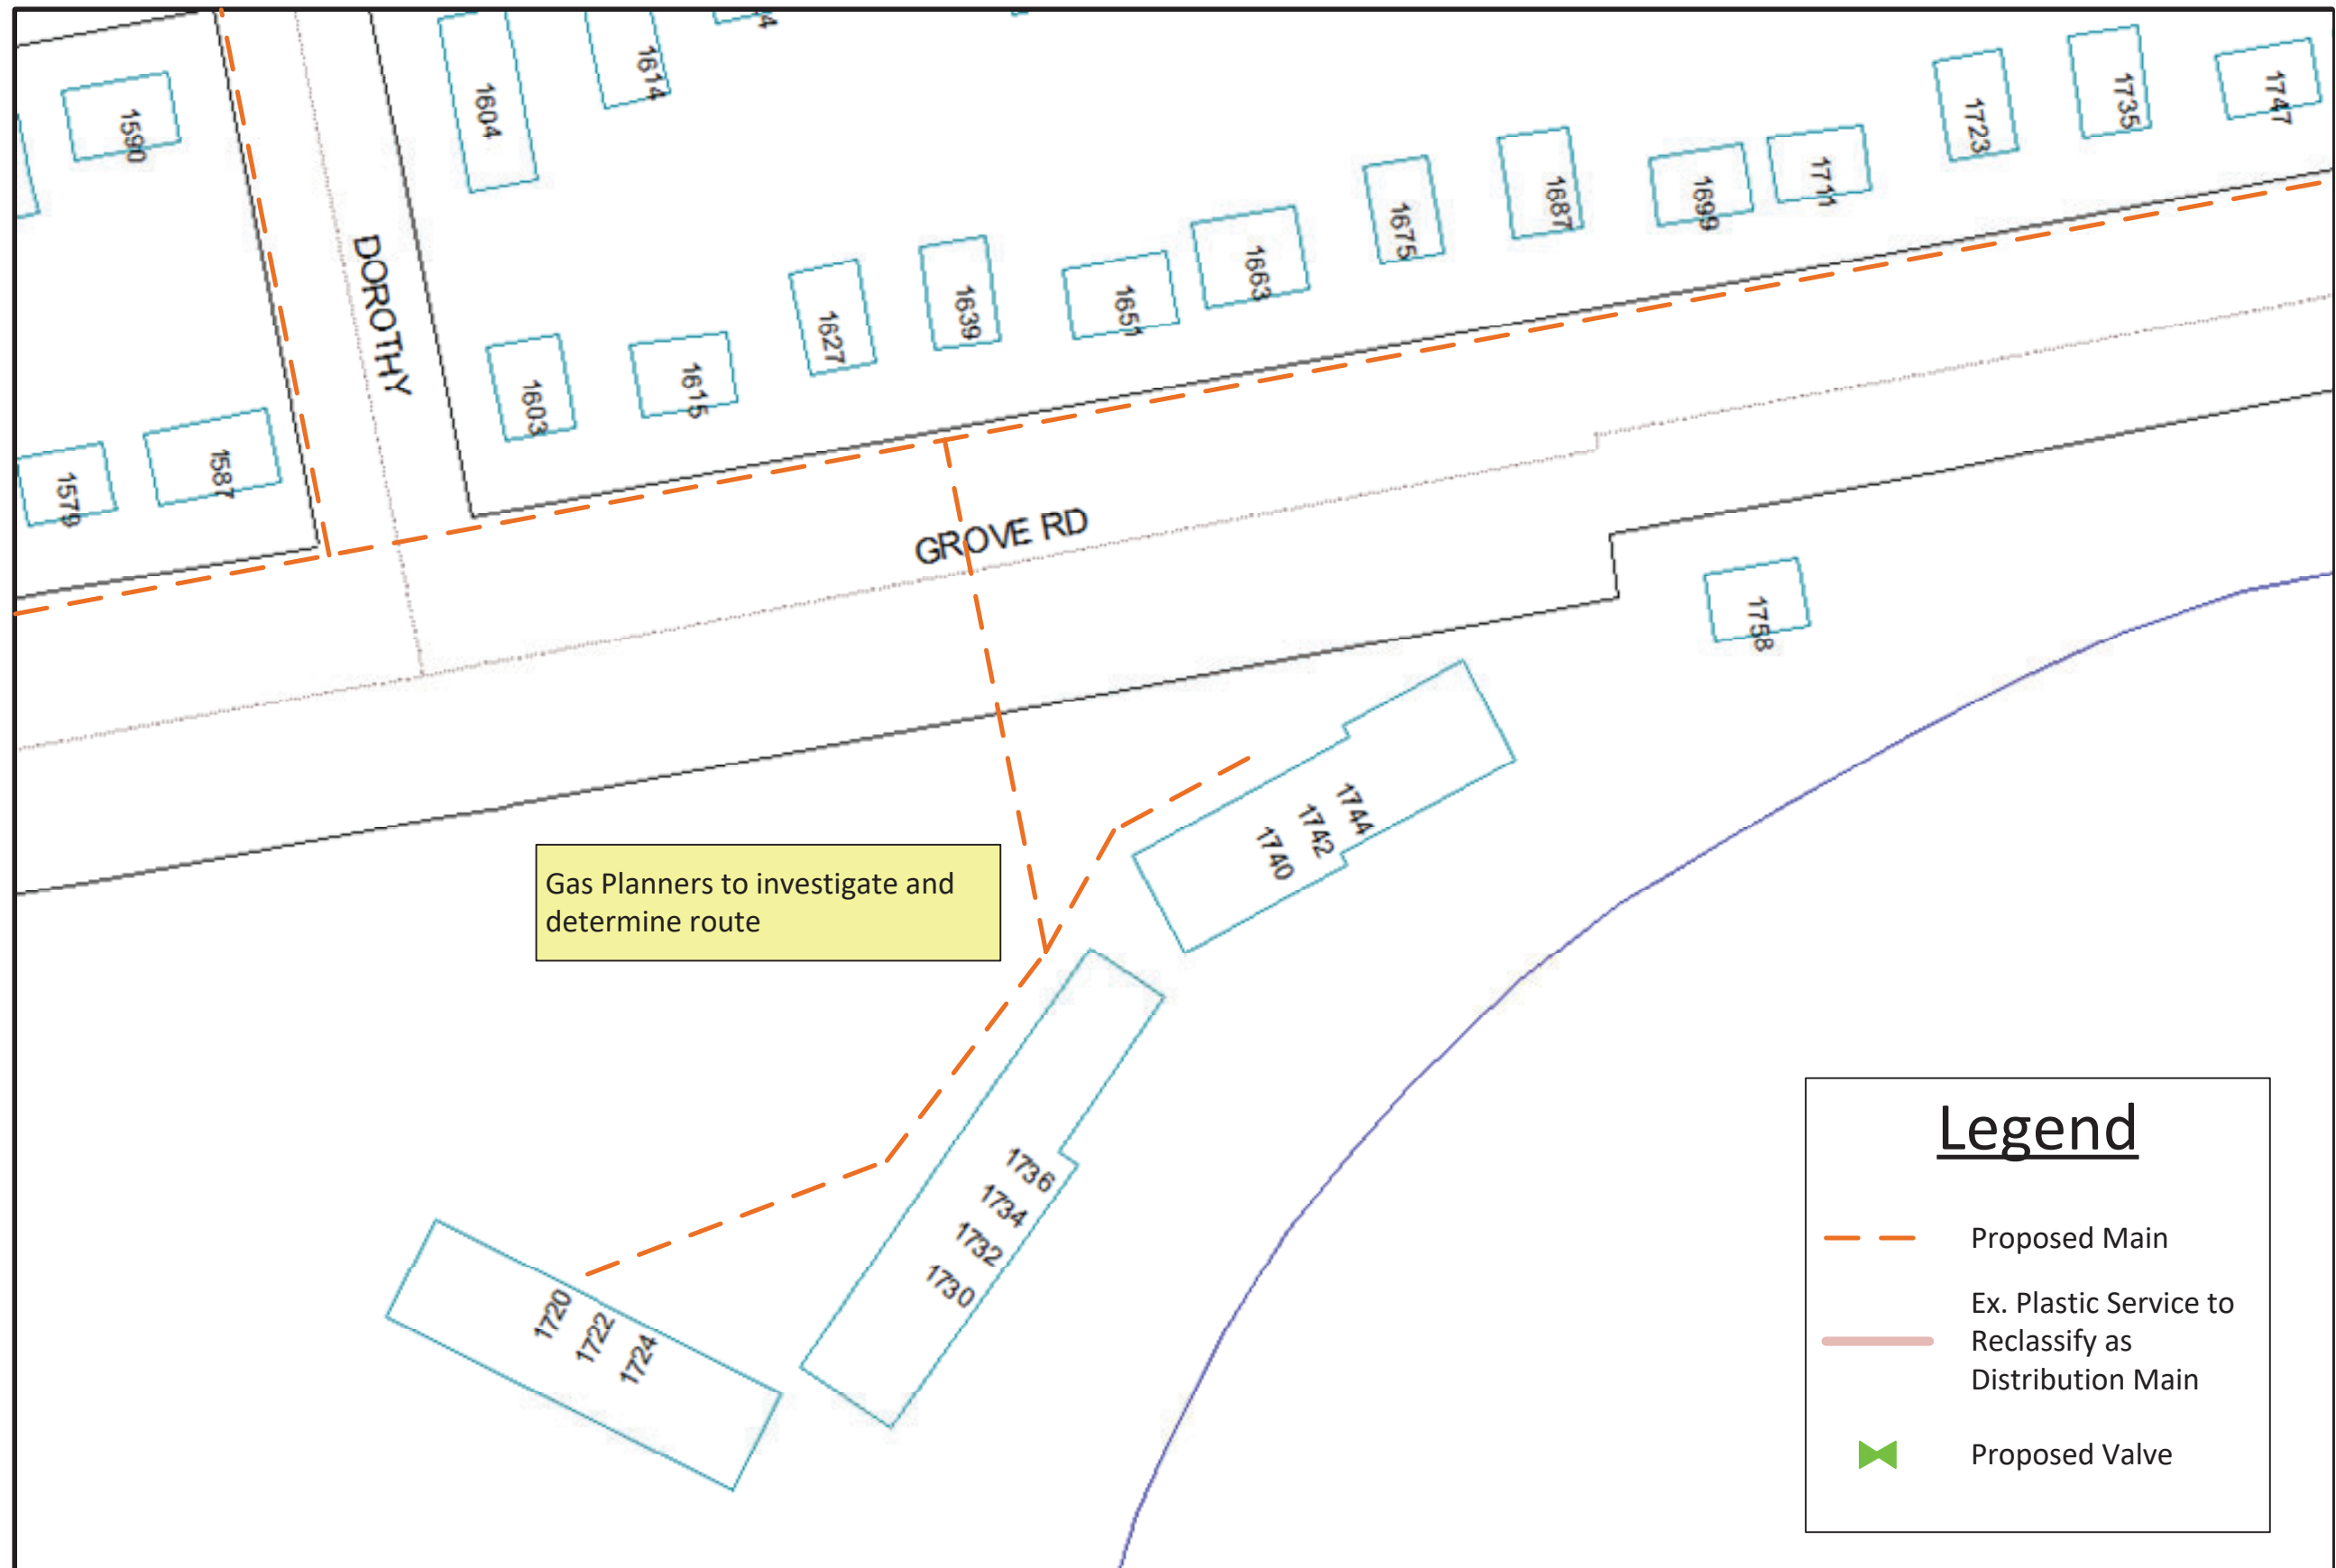 1614
1604
1590
1747
1735
1723
1711
1699
1687
1675
1663
1651
1639
1627
1615
1603
1587
1579
DOROTHY
GROVE RD
1758
1744
1742
1740
Gas Planners to investigate and
determine route
1736
1734
1732
1730
1720
1722
1724
Legend
Proposed Main
Ex. Plastic Service to
Reclassify as
Distribution Main
Proposed Valve